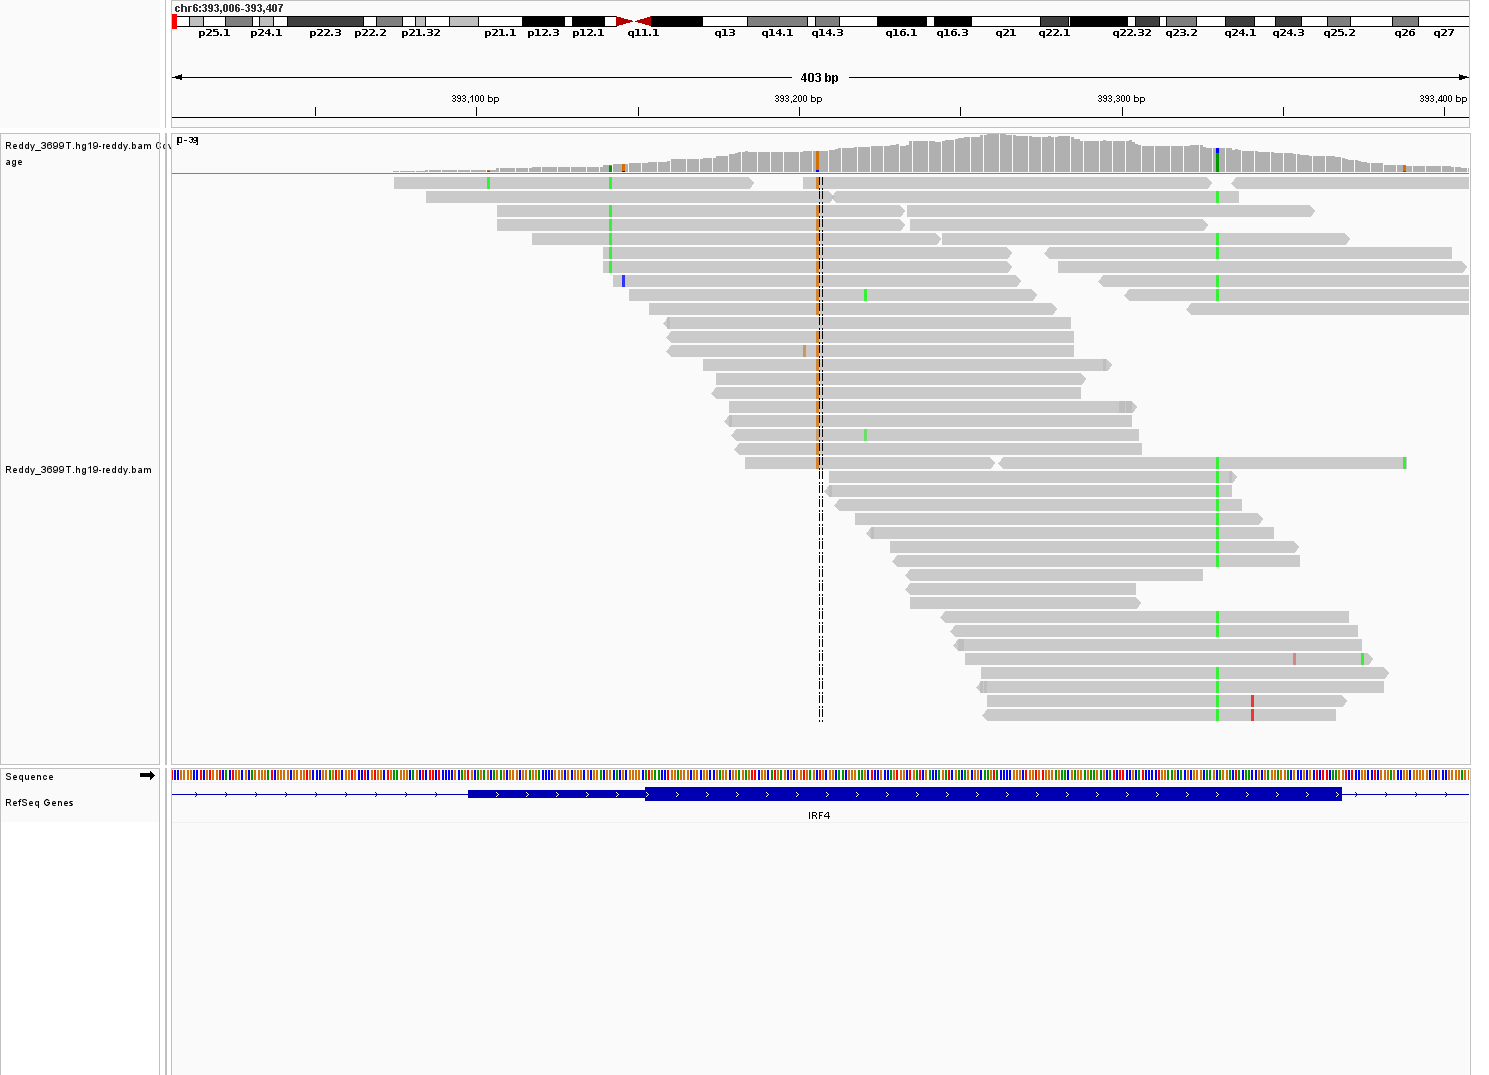 chr6:393,006-393,407
p25.1 p24.1 p22.3 p22.2 p21.32 p21.1 p12.3 p12.1 q11.1 q13 q14.1 q14.3 q16.1 q16.3 q21 q22.1 q22.32 q23.2 q24.1 q24.3 q25.2 q26 q27
403 bp
393,100 bp 393,200 bp 393,300 bp 393,400 bp
[0-39]
Reddy_3699T.hg19-reddy.bam Cov
age
Reddy_3699T.hg19-reddy.bam
Sequence
RefSeq Genes
IRF4